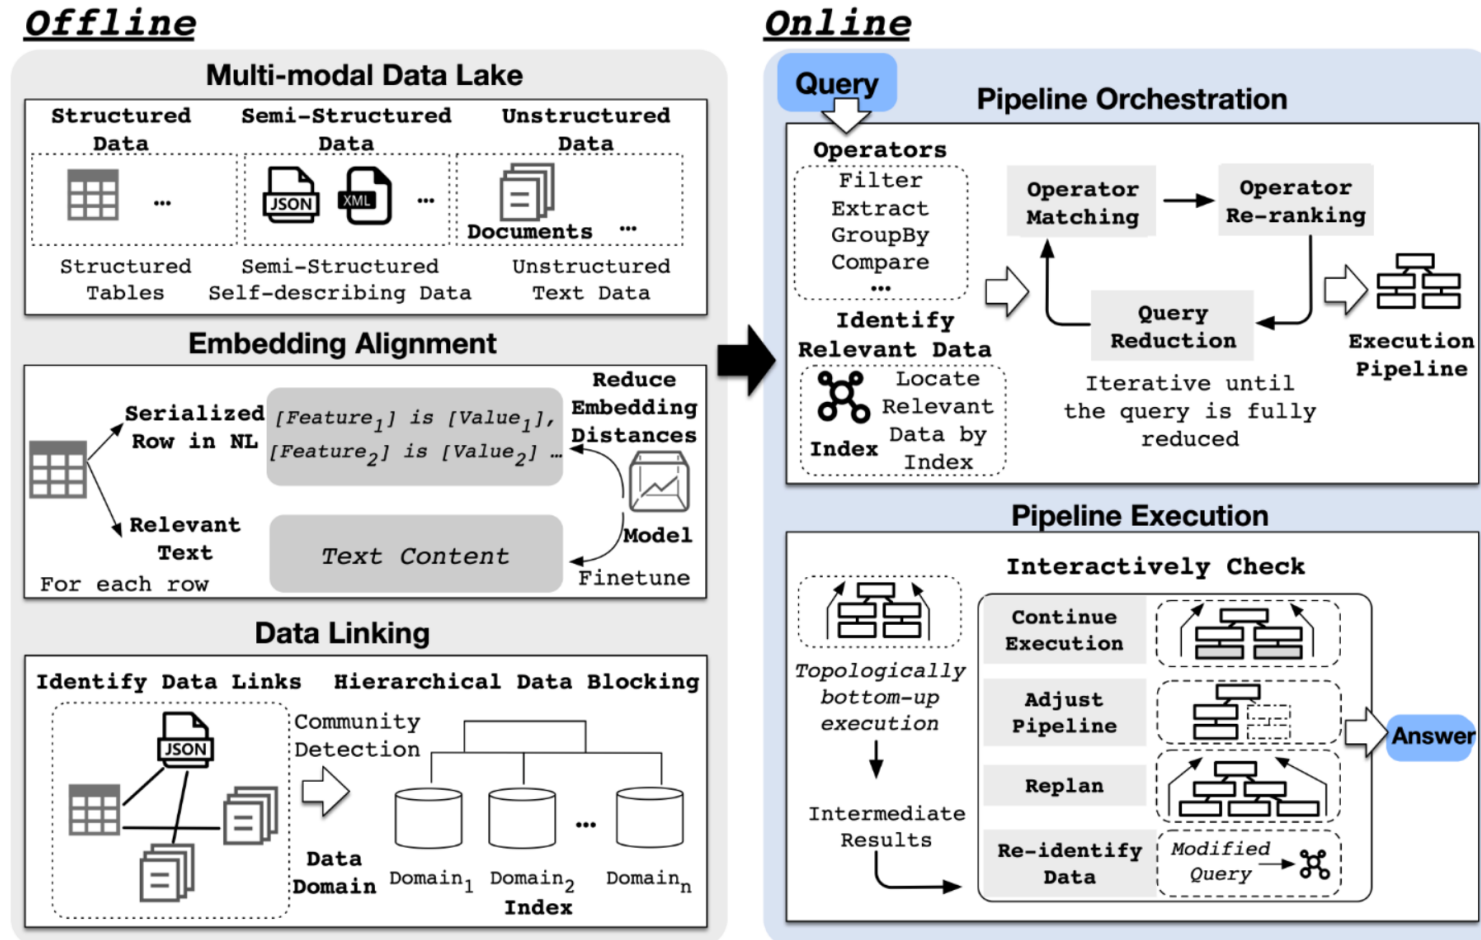 Offline
Multi-modal Data Lake
Structured
Data
Semi-Structured
Data
Unstructured
Data
...
JSON
XML
...
Documents
...
Structured
Tables
Semi-Structured
Self-describing Data
Unstructured
Text Data
Embedding Alignment
Serialized
Row in NL
[Feature1] is [Value1],
[Feature2] is [Value2] …
Reduce
Embedding
Distances
Relevant
Text
Text Content
Model
Finetune
For each row
Data Linking
Identify Data Links
JSON
Community
Detection
Hierarchical Data Blocking
...
Data
Domain
Domain1
Domain2
Domainn
Index
Online
Query
Pipeline Orchestration
Operators
Filter
Extract
GroupBy
Compare
...
Identify
Relevant Data
Index
Locate
Relevant
Data by
Index
Operator
Matching
Operator
Re-ranking
Query
Reduction
Iterative until
the query is fully
reduced
Execution
Pipeline
Pipeline Execution
Topologically
bottom-up
execution
Intermediate
Results
Interactively Check
Continue
Execution
Adjust
Pipeline
Replan
Re-identify
Data
Modified
Query
Answer